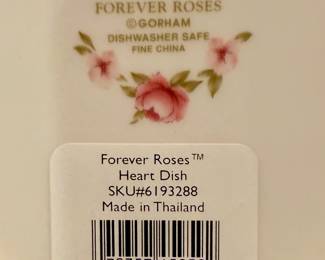 FOREVER ROSES
©GORHAM
DISHWASHER SAFE
FINE CHINA
Forever Roses™
Heart Dish
SKU#6193288
Made in Thailand